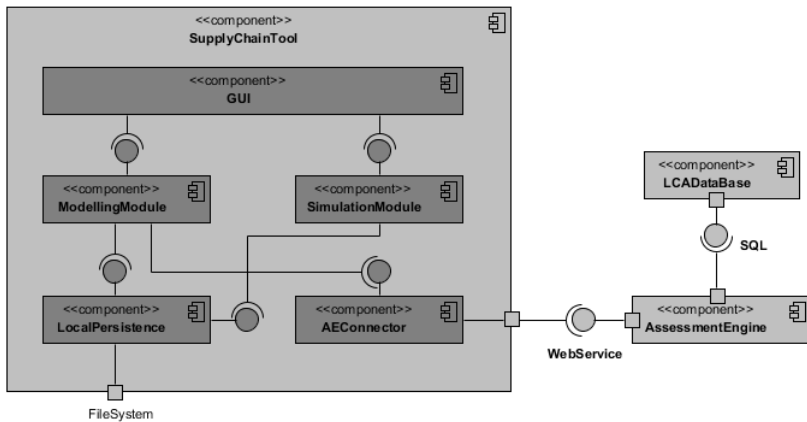 <<component>>
SupplyChainTool
<<component>>
GUI
<<component>>
ModellingModule
<<component>>
SimulationModule
<<component>>
LCADataBase
SQL
<<component>>
LocalPersistence
<<component>>
AEConnector
WebService
<<component>>
AssessmentEngine
FileSystem